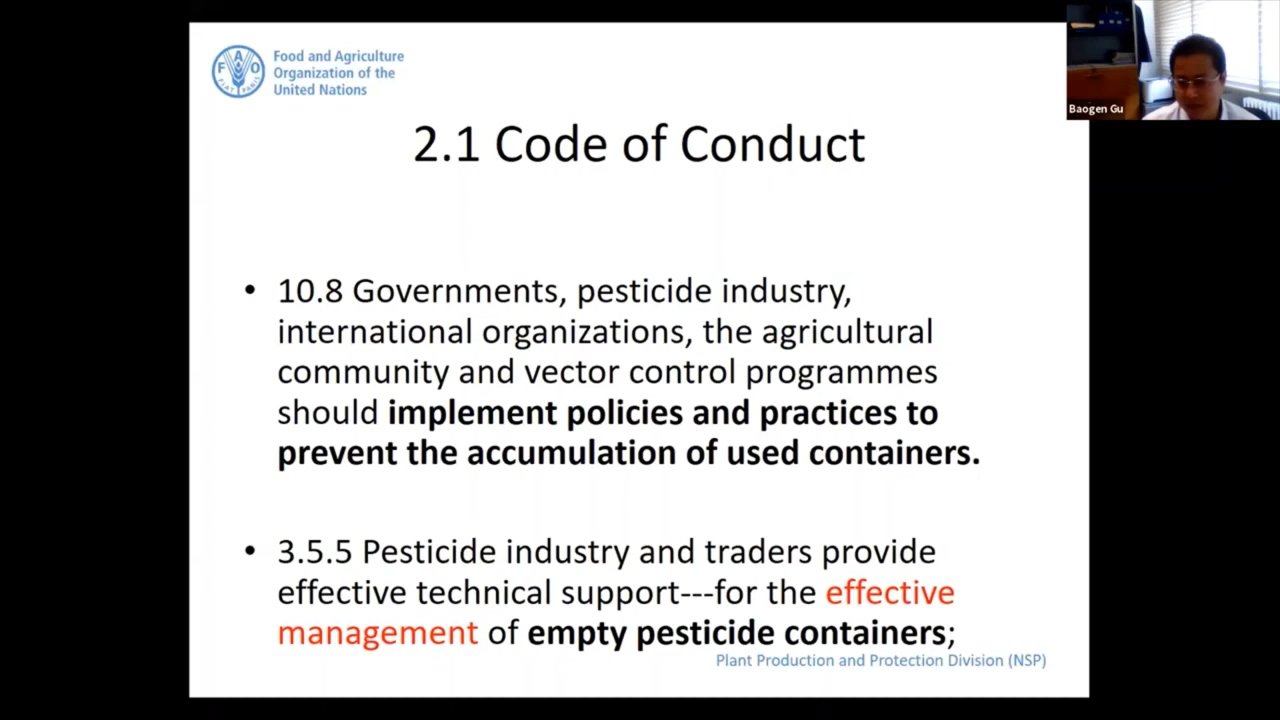 Food and Agriculture
Organization of the
United Nations
FAO
FIAT PANIS
Baogen Gu
2.1 Code of Conduct
• 10.8 Governments, pesticide industry,
international organizations, the agricultural
community and vector control programmes
should implement policies and practices to
prevent the accumulation of used containers.
• 3.5.5 Pesticide industry and traders provide
effective technical support---for the effective
management of empty pesticide containers;
Plant Production and Protection Division (NSP)